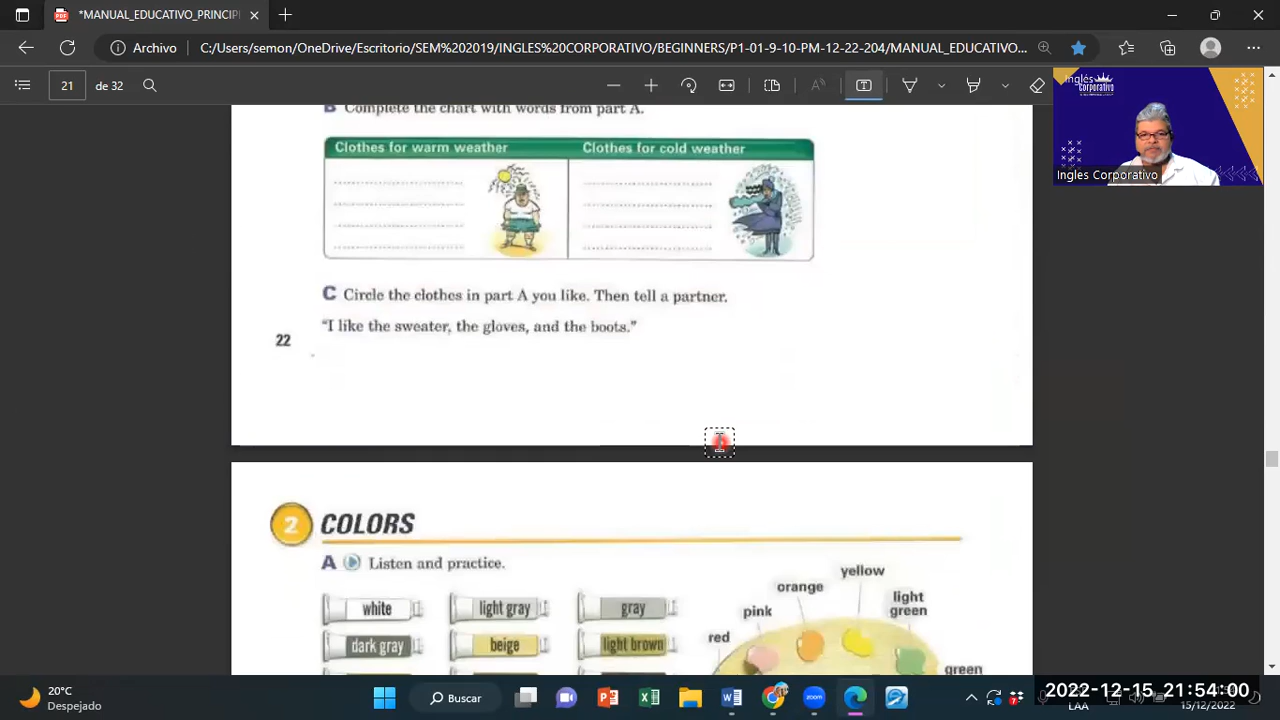 *MANUAL_EDUCATIVO_PRINCIPI
Archivo
C:/Users/semon/OneDrive/Escritorio/SEM%202019/INGLES%20CORPORATIVO/BEGINNERS/P1-01-9-10-PM-12-22-204/MANUAL_EDUCATIVO...
21
de 32
B Complete the chart with words from part A.
Clothes for warm weather
Clothes for cold weather
C Circle the clothes in part A you like. Then tell a partner.
"I like the sweater, the gloves, and the boots."
22
2 COLORS
A Listen and practice.
white
light gray
gray
dark gray
beige
light brown
red
pink
orange
yellow
light
green
green
Inglés
corporativo
Ingles Corporativo
20°C
Despejado
Buscar
2022-12-15 21:54:00
LAA
15/12/2022